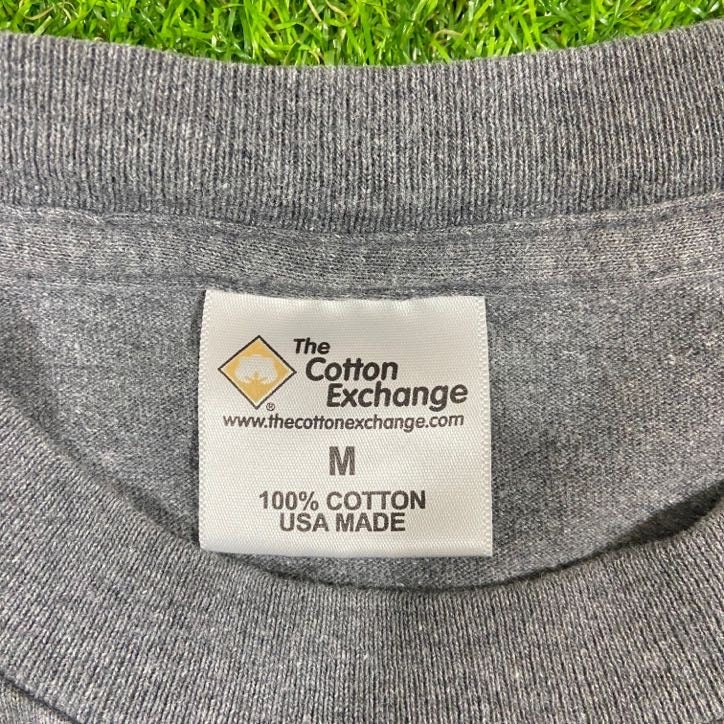 The
Cotton
Exchange
®
www.thecottonexchange.com
M
100% COTTON
USA MADE